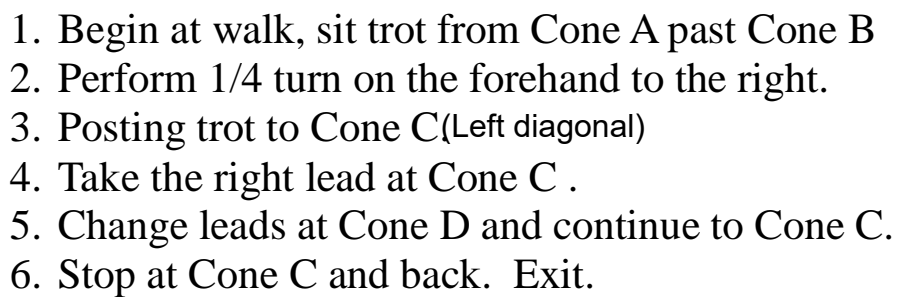 1. Begin at walk, sit trot from Cone A past Cone B
2. Perform 1/4 turn on the forehand to the right.
3. Posting trot to Cone C.(Left diagonal)
4. Take the right lead at Cone C .
5. Change leads at Cone D and continue to Cone C.
6. Stop at Cone C and back.  Exit.